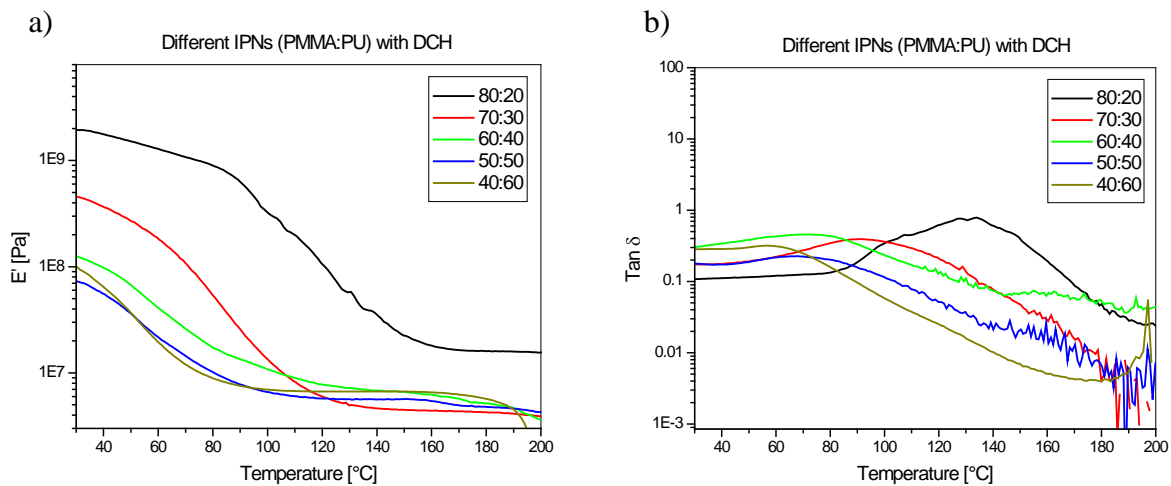 a)
Different IPNs (PMMA:PU) with DCH
80:20
70:30
60:40
50:50
40:60
1E9
1E8
1E7
E' [Pa]
40 60 80 100 120 140 160 180 200
Temperature [°C]
b)
Different IPNs (PMMA:PU) with DCH
80:20
70:30
60:40
50:50
40:60
100
10
1
0.1
0.01
1E-3
Tan δ
40 60 80 100 120 140 160 180 200
Temperature [°C]